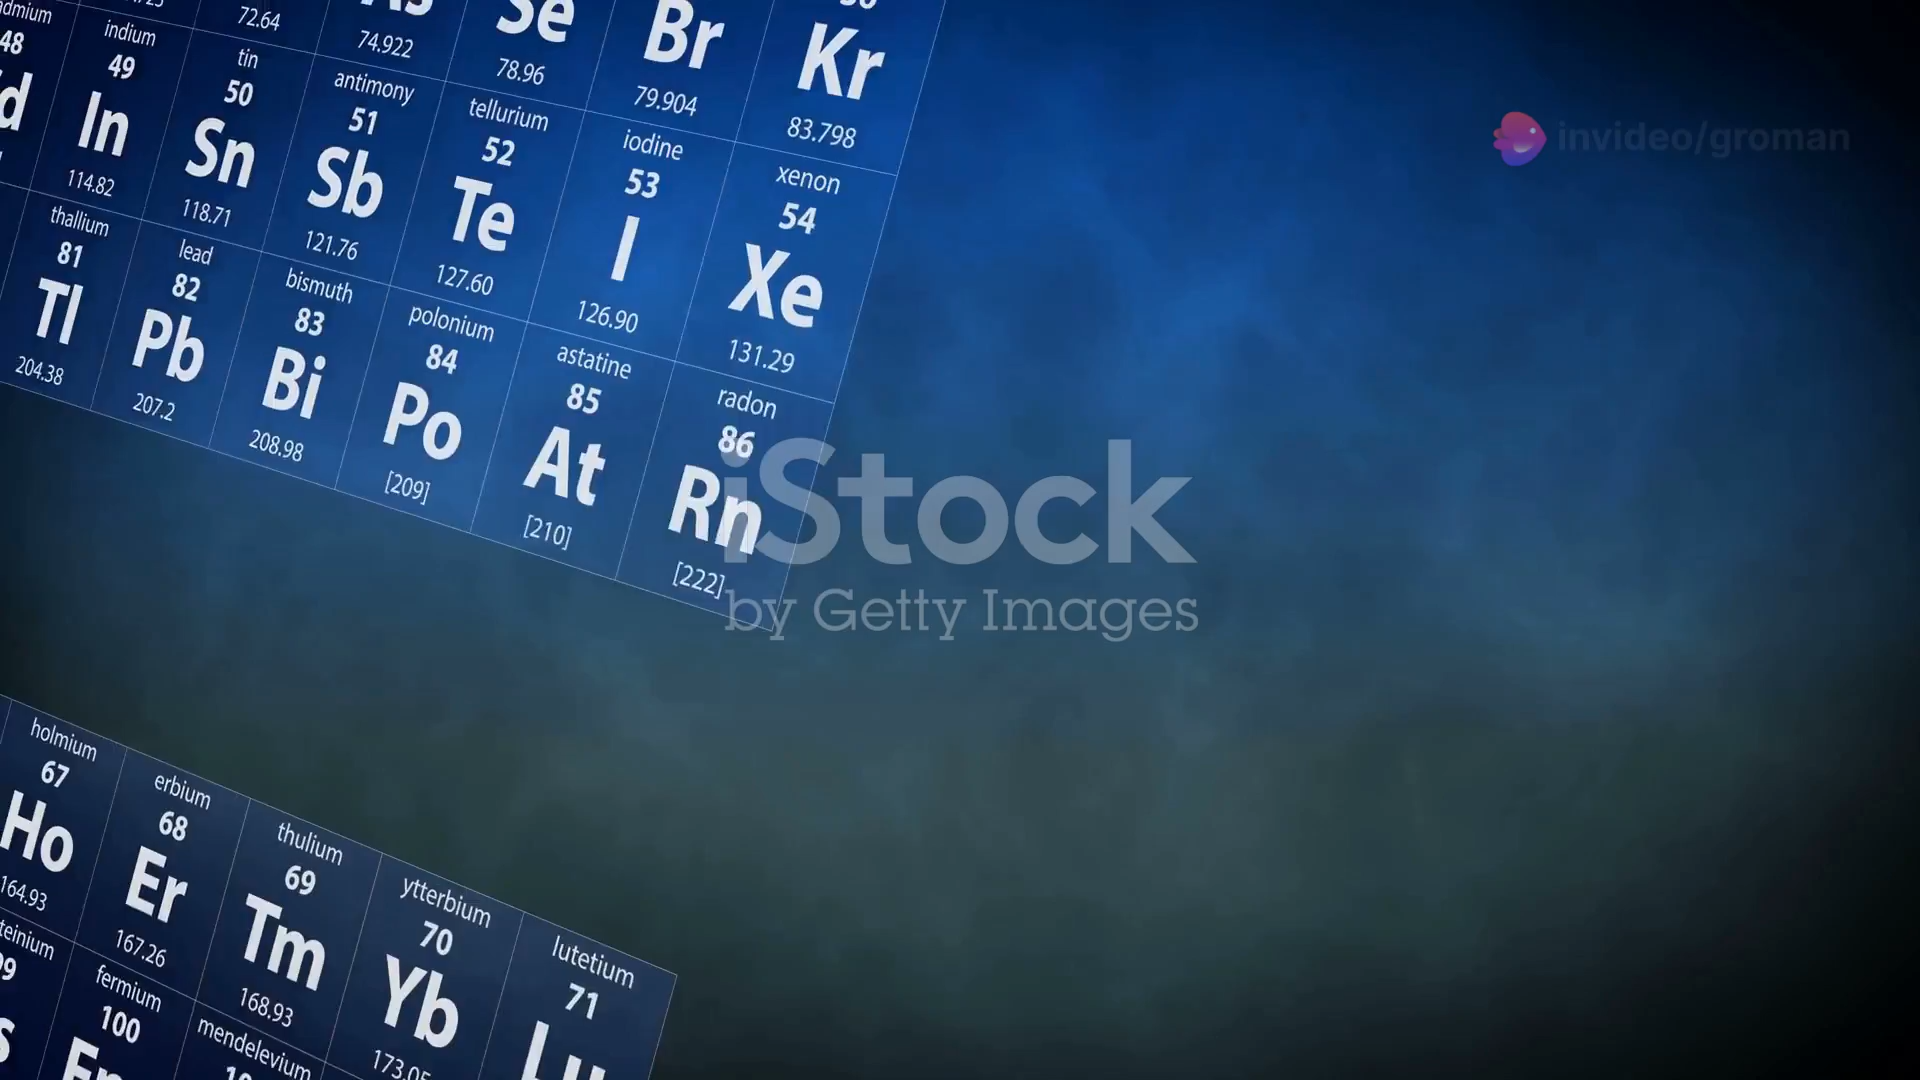 72.64
74.922
Se
78.96
Br
79.904
Kr
83.798
48
indium
49
In
114.82
tin
50
Sn
118.71
antimony
51
Sb
121.76
tellurium
52
Te
127.60
iodine
53
I
126.90
xenon
54
Xe
131.29
thallium
81
Tl
204.38
lead
82
Pb
207.2
bismuth
83
Bi
208.98
polonium
84
Po
[209]
astatine
85
At
[210]
radon
86
Rn
[222]
invideo/groman
iStock
by Getty Images
holmium
67
Ho
164.93
erbium
68
Er
167.26
thulium
69
Tm
168.93
ytterbium
70
Yb
173.05
lutetium
71
Lu
fermium
100
mendelevium